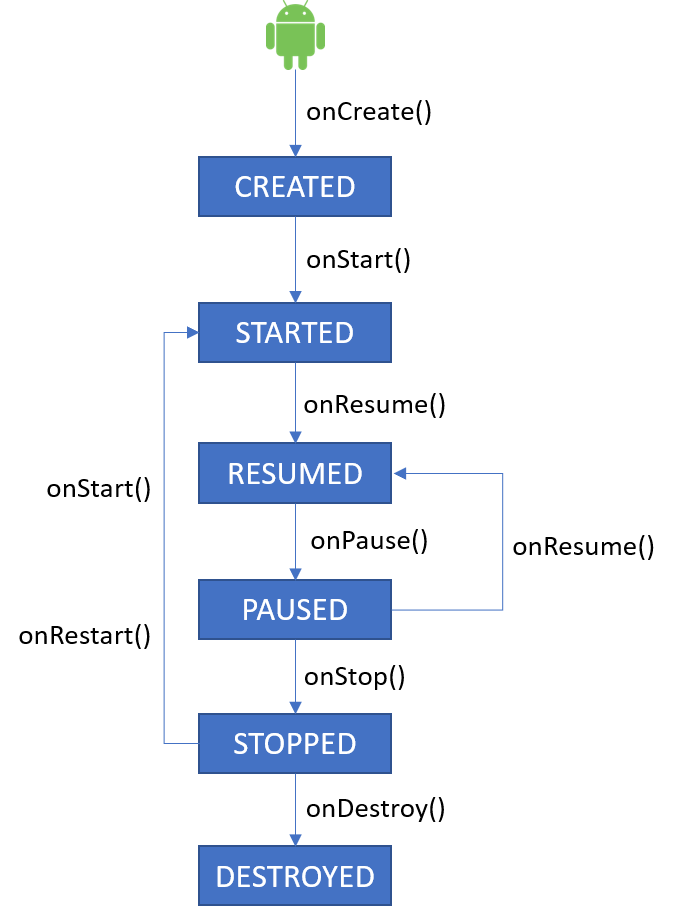 onCreate()
CREATED
onStart()
STARTED
onResume()
RESUMED
onStart()
onPause()
onResume()
PAUSED
onRestart()
onStop()
STOPPED
onDestroy()
DESTROYED